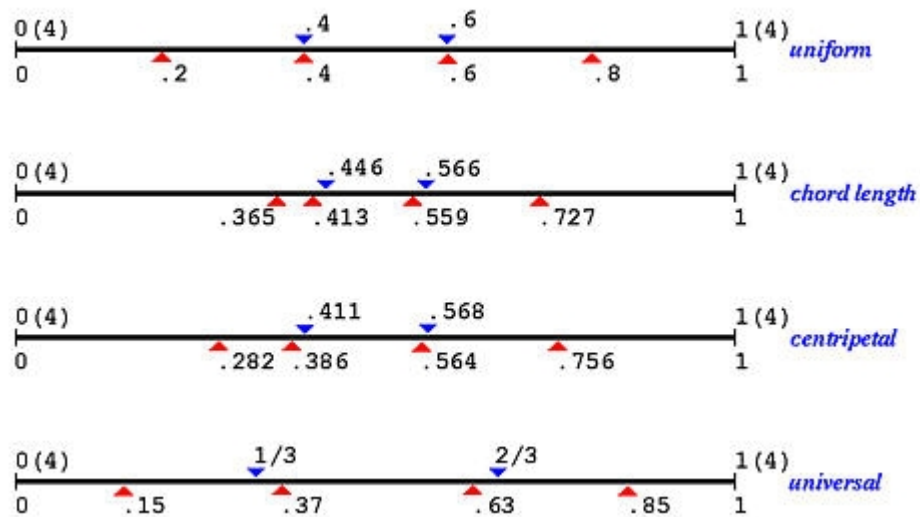 0(4) .4 .6 1(4)
uniform
0 .2 .4 .6 .8 1
0(4) .446 .566 1(4)
chord length
0 .365 .413 .559 .727 1
0(4) .411 .568 1(4)
centripetal
0 .282 .386 .564 .756 1
0(4) 1/3 2/3 1(4)
universal
0 .15 .37 .63 .85 1